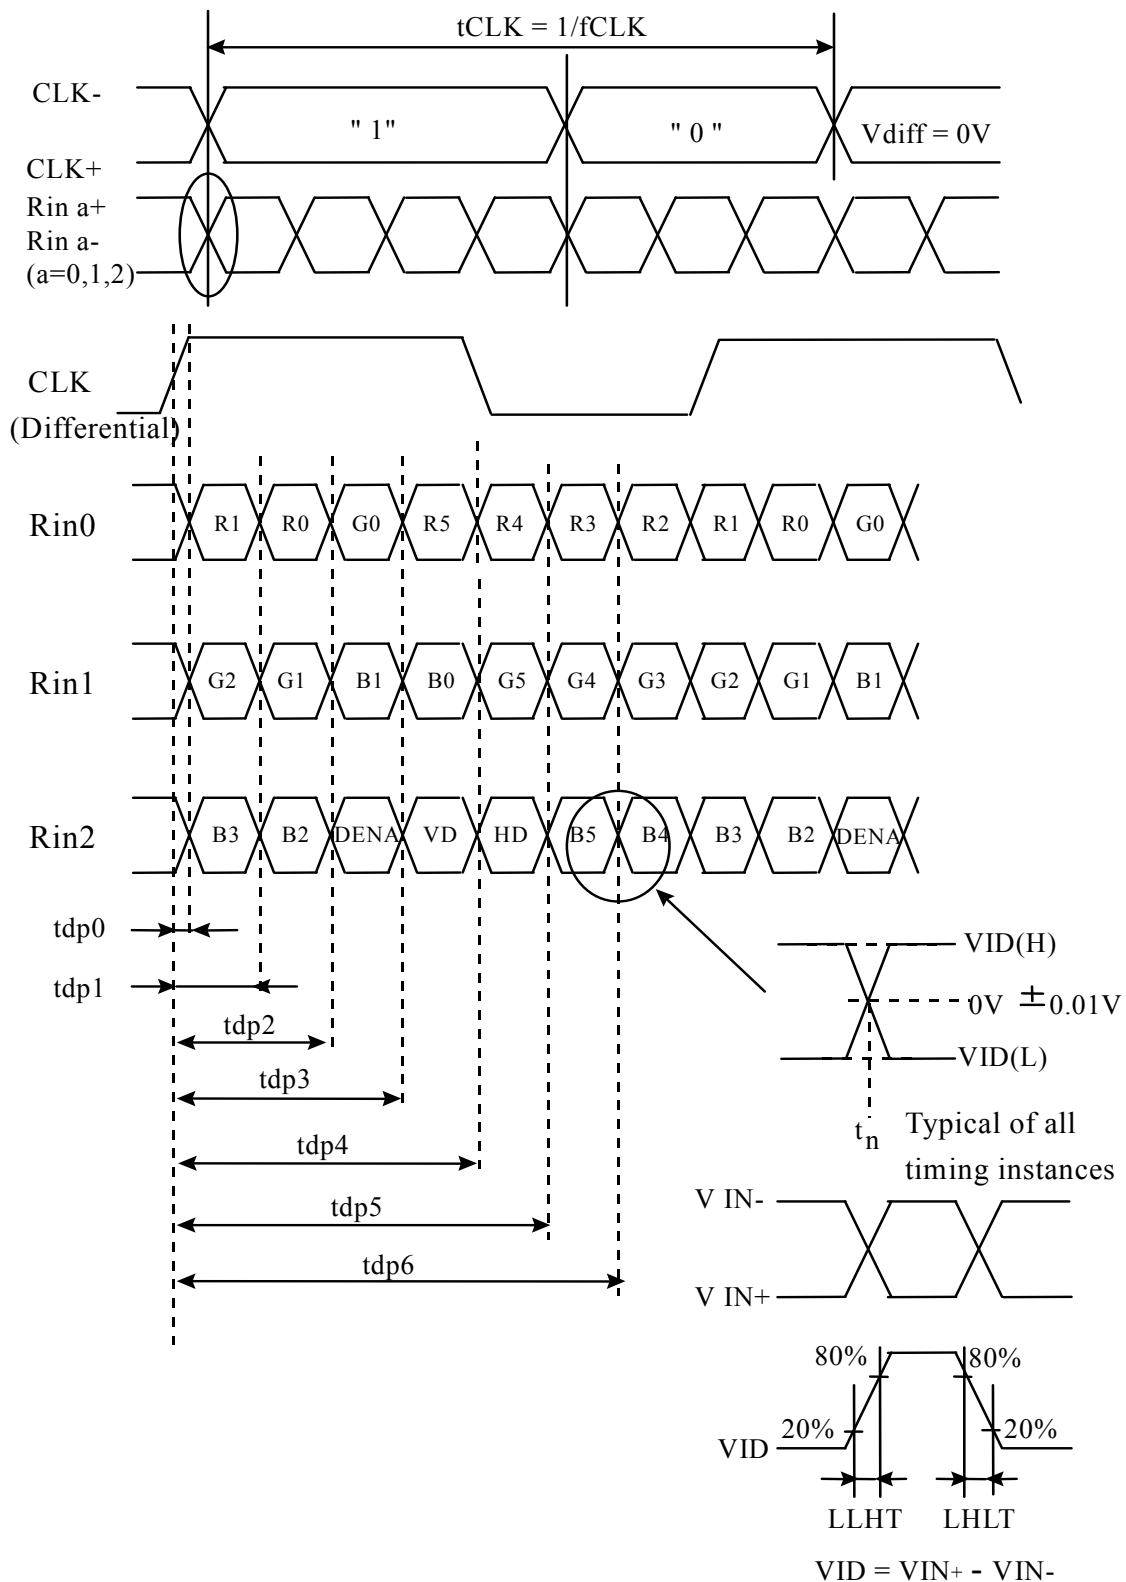 tCLK = 1/fCLK
CLK-
" 1"
" 0 "
Vdiff = 0V
CLK+
Rin a+
Rin a-
(a=0,1,2)
CLK
(Differential)
Rin0
R1 R0 G0 R5 R4 R3 R2 R1 R0 G0
Rin1
G2 G1 B1 B0 G5 G4 G3 G2 G1 B1
Rin2
B3 B2 DENA VD HD B5 B4 B3 B2 DENA
tdp0
tdp1
tdp2
tdp3
tdp4
tdp5
tdp6
VID(H)
0V ±0.01V
VID(L)
tn
Typical of all
timing instances
V IN-
V IN+
80% 80%
20% 20%
VID
LLHT LHLT
VID = VIN+ - VIN-